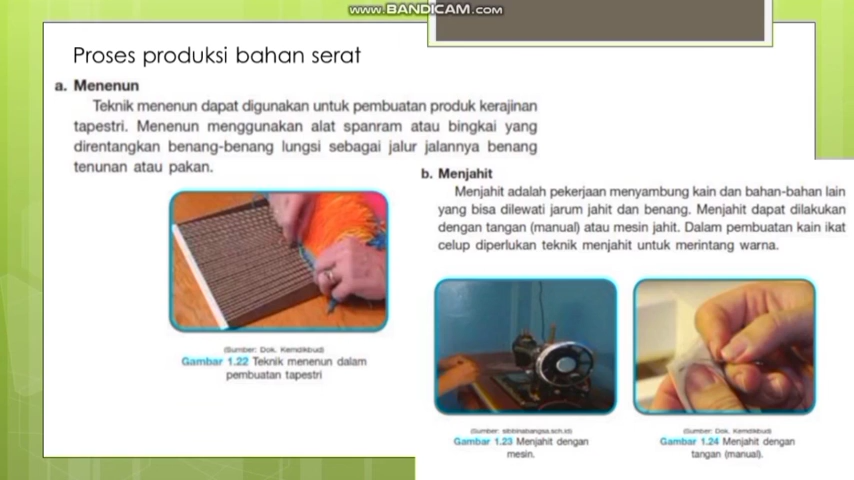 www.BANDICAM.com
Proses produksi bahan serat
a. Menenun
Teknik menenun dapat digunakan untuk pembuatan produk kerajinan
tapestri. Menenun menggunakan alat spanram atau bingkai yang
direntangkan benang-benang lungsi sebagai jalur jalannya benang
tenunan atau pakan.
(Sumber: Dok. Kemdikbud)
Gambar 1.22 Teknik menenun dalam
pembuatan tapestri
b. Menjahit
Menjahit adalah pekerjaan menyambung kain dan bahan-bahan lain
yang bisa dilewati jarum jahit dan benang. Menjahit dapat dilakukan
dengan tangan (manual) atau mesin jahit. Dalam pembuatan kain ikat
celup diperlukan teknik menjahit untuk merintang warna.
(Sumber:
Gambar 1.23 Menjahit dengan
mesin.
(Sumber: Dok. Kemdikbud)
Gambar 1.24 Menjahit dengan
tangan (manual).